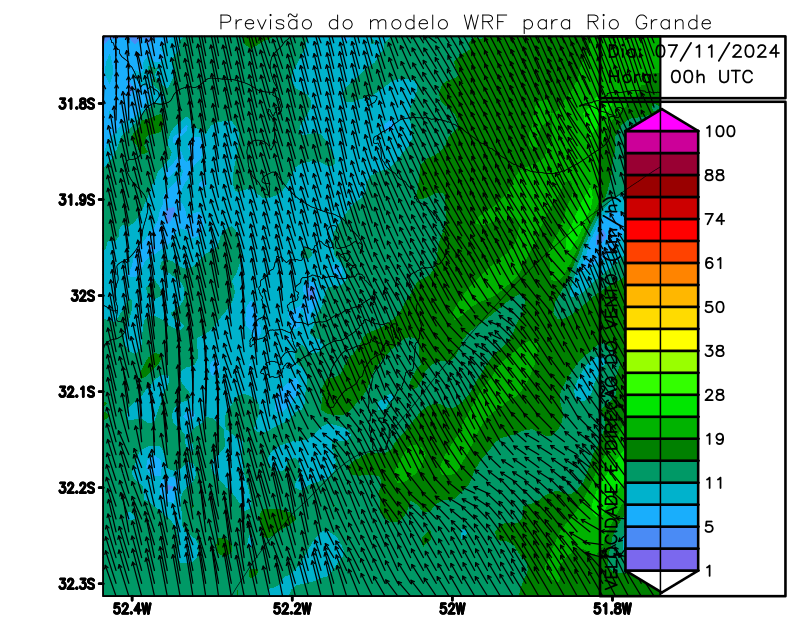 Previsão do modelo WRF para Rio Grande
Dia: 07/11/2024
Hora: 00h UTC
31.8S
31.9S
32S
32.1S
32.2S
32.3S
52.4W
52.2W
52W
51.8W
VELOCIDADE E DIREÇÃO DO VENTO (km/h)
100
88
74
61
50
38
28
19
11
5
1